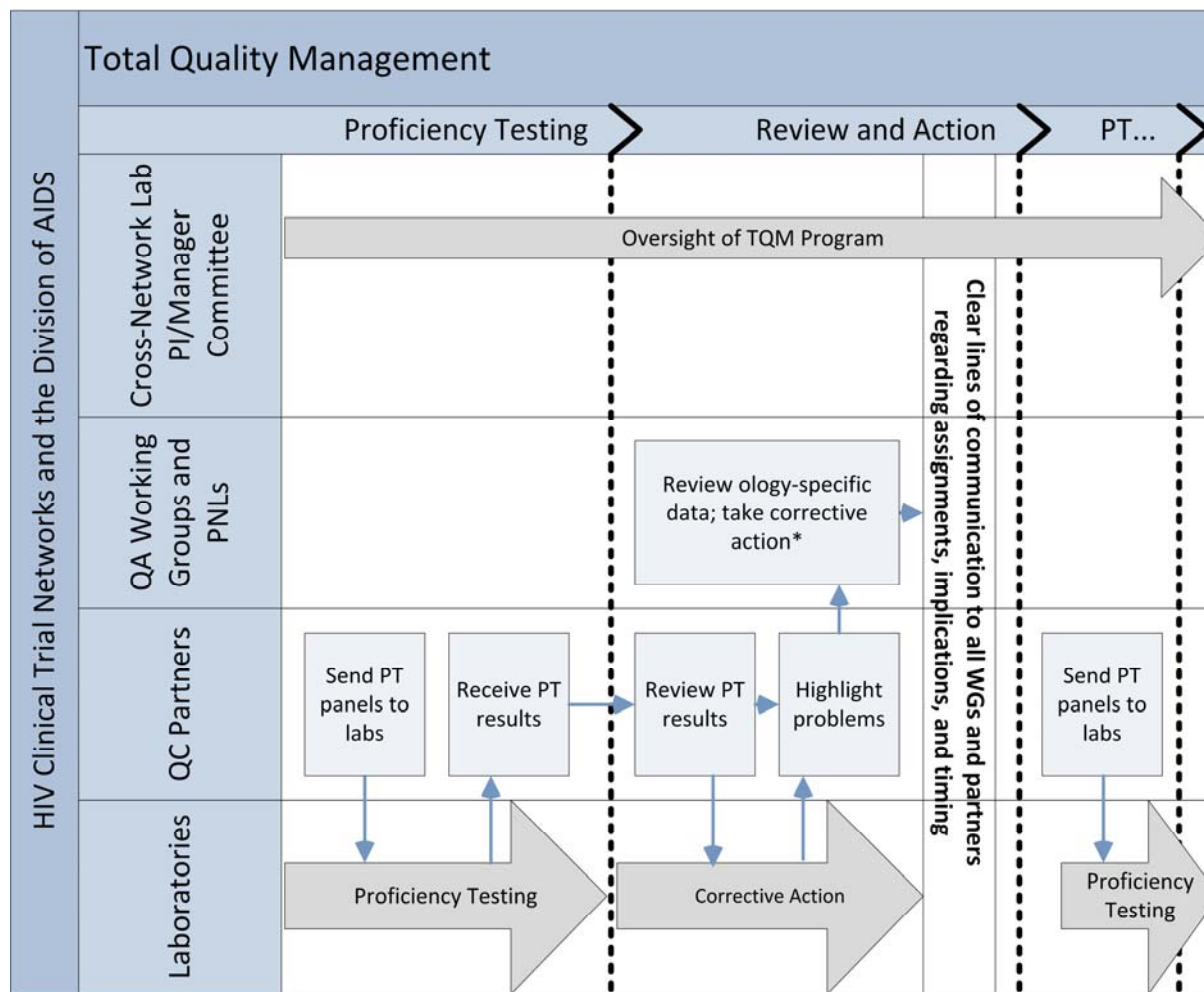 Total Quality Management
HIV Clinical Trial Networks and the Division of AIDS
Proficiency Testing
Review and Action
PT...
Cross-Network Lab
PI/Manager
Committee
Oversight of TQM Program
QA Working
Groups and
PNLs
Review ology-specific
data; take corrective
action*
Clear lines of communication to all WGs and partners
regarding assignments, implications, and timing
QC Partners
Send PT
panels to
labs
Receive PT
results
Review PT
results
Highlight
problems
Send PT
panels to
labs
Laboratories
Proficiency Testing
Corrective Action
Proficiency
Testing